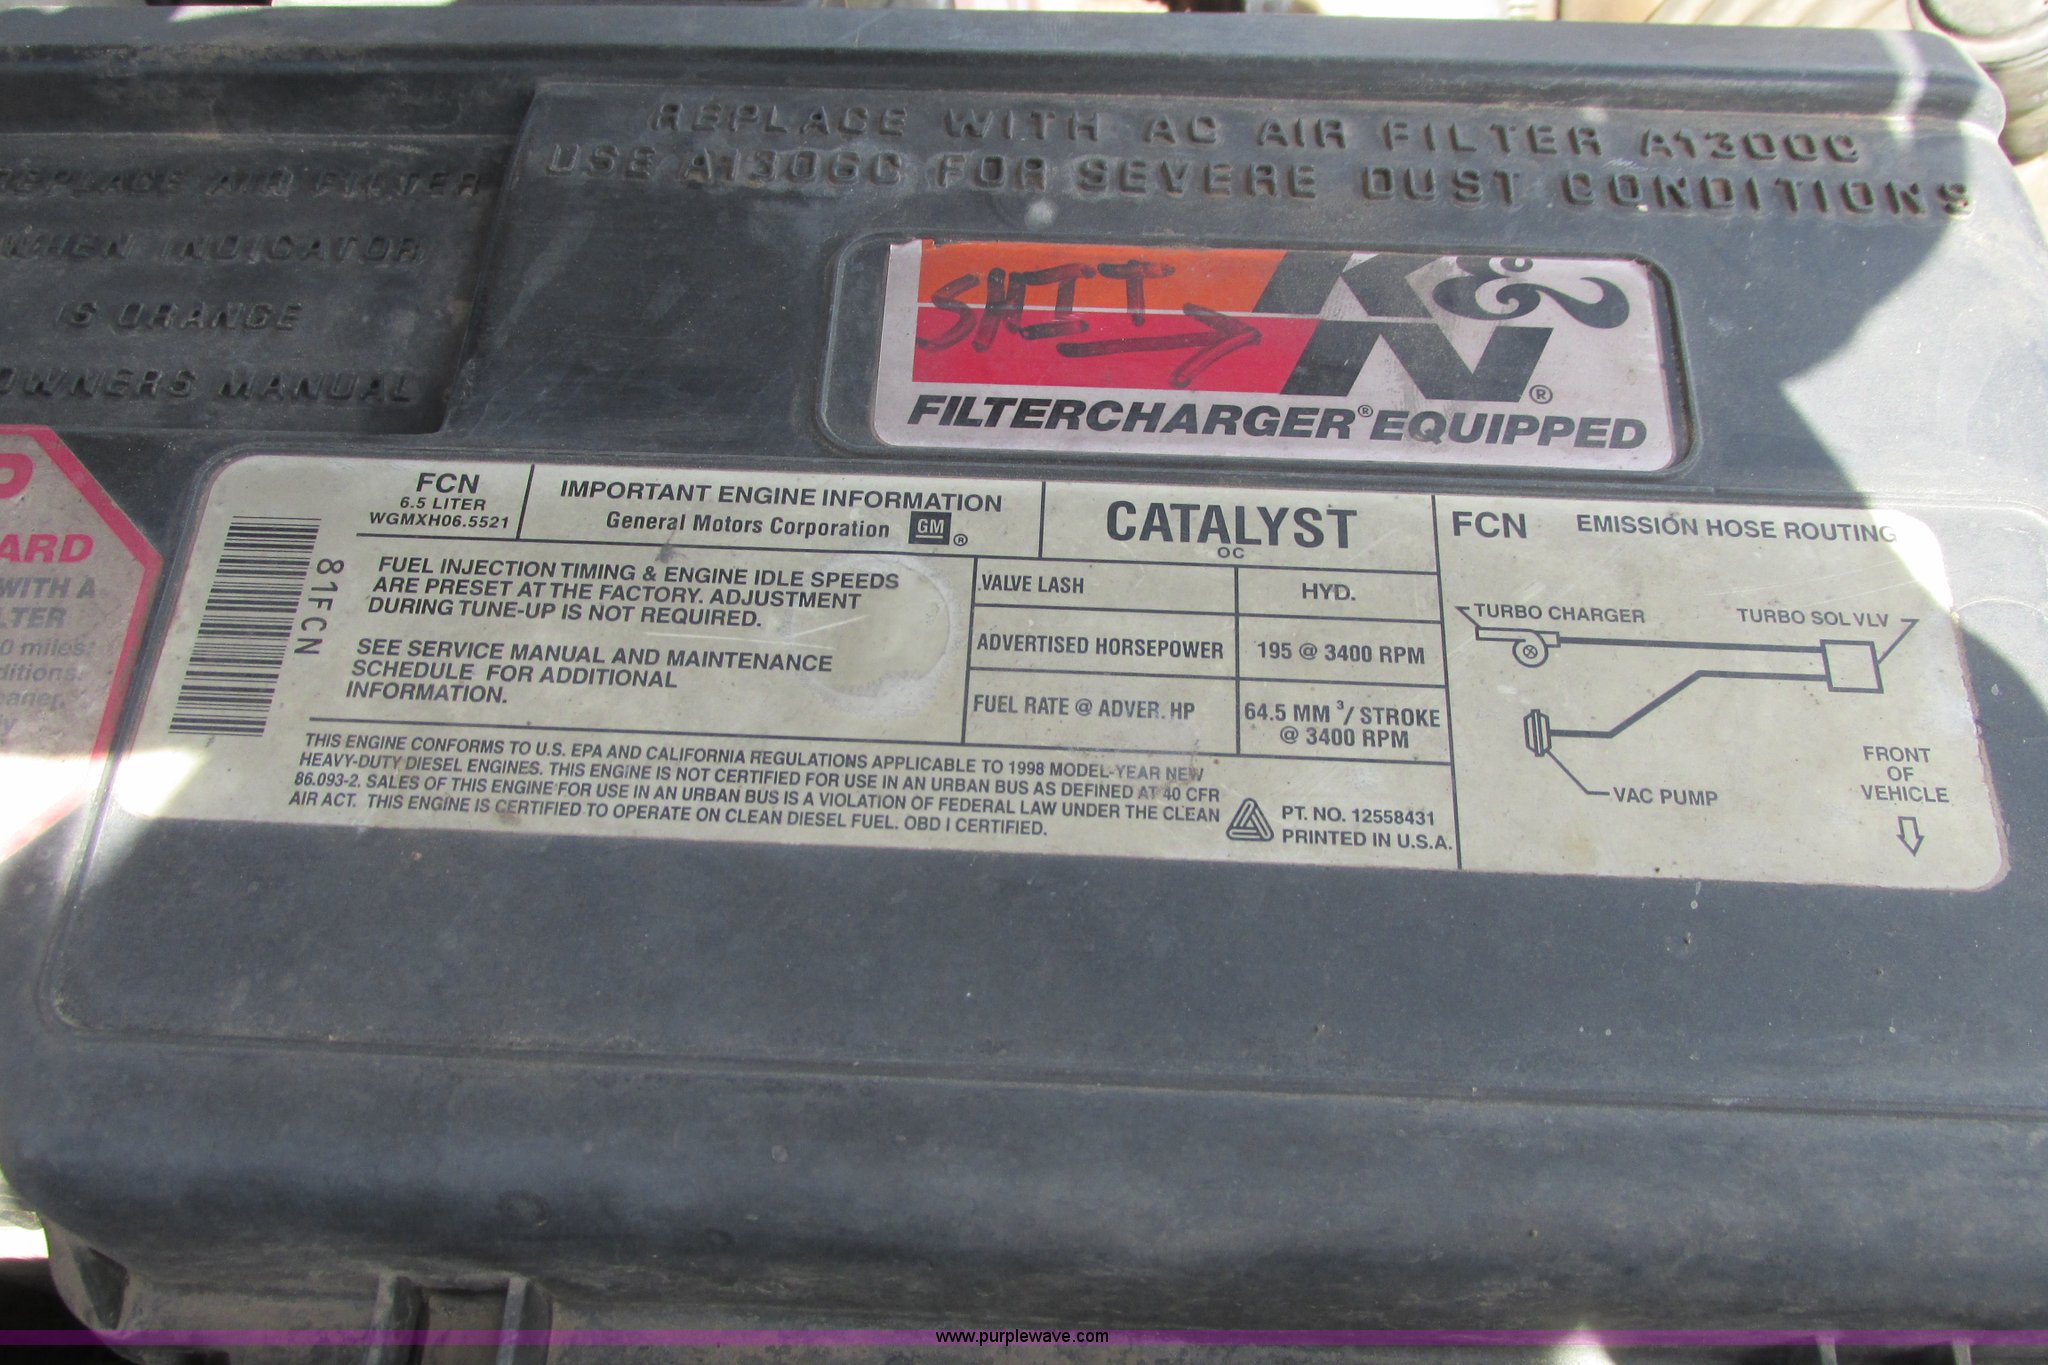 REPLACE WITH AC AIR FILTER A1300C
USE A1306C FOR SEVERE DUST CONDITIONS
REPLACE AIR FILTER
WHEN INDICATOR
IS ORANGE
OWNERS MANUAL
SHIT →
K&N®
FILTERCHARGER® EQUIPPED
WITH A
miles
FCN
6.5 LITER
WGMXH06.5521
81FCN
IMPORTANT ENGINE INFORMATION
General Motors Corporation GM®
CATALYST
OC
FUEL INJECTION TIMING & ENGINE IDLE SPEEDS
ARE PRESET AT THE FACTORY. ADJUSTMENT
DURING TUNE-UP IS NOT REQUIRED.
SEE SERVICE MANUAL AND MAINTENANCE
SCHEDULE FOR ADDITIONAL
INFORMATION.
VALVE LASH HYD.
ADVERTISED HORSEPOWER 195 @ 3400 RPM
FUEL RATE @ ADVER. HP 64.5 MM³/ STROKE
@ 3400 RPM
THIS ENGINE CONFORMS TO U.S. EPA AND CALIFORNIA REGULATIONS APPLICABLE TO 1998 MODEL-YEAR NEW
HEAVY-DUTY DIESEL ENGINES. THIS ENGINE IS NOT CERTIFIED FOR USE IN AN URBAN BUS AS DEFINED AT 40 CFR
86.093-2. SALES OF THIS ENGINE FOR USE IN AN URBAN BUS IS A VIOLATION OF FEDERAL LAW UNDER THE CLEAN
AIR ACT. THIS ENGINE IS CERTIFIED TO OPERATE ON CLEAN DIESEL FUEL. OBD I CERTIFIED.
PT. NO. 12558431
PRINTED IN U.S.A.
FCN EMISSION HOSE ROUTING
TURBO CHARGER
TURBO SOL VLV
VAC PUMP
FRONT
OF
VEHICLE
www.purplewave.com